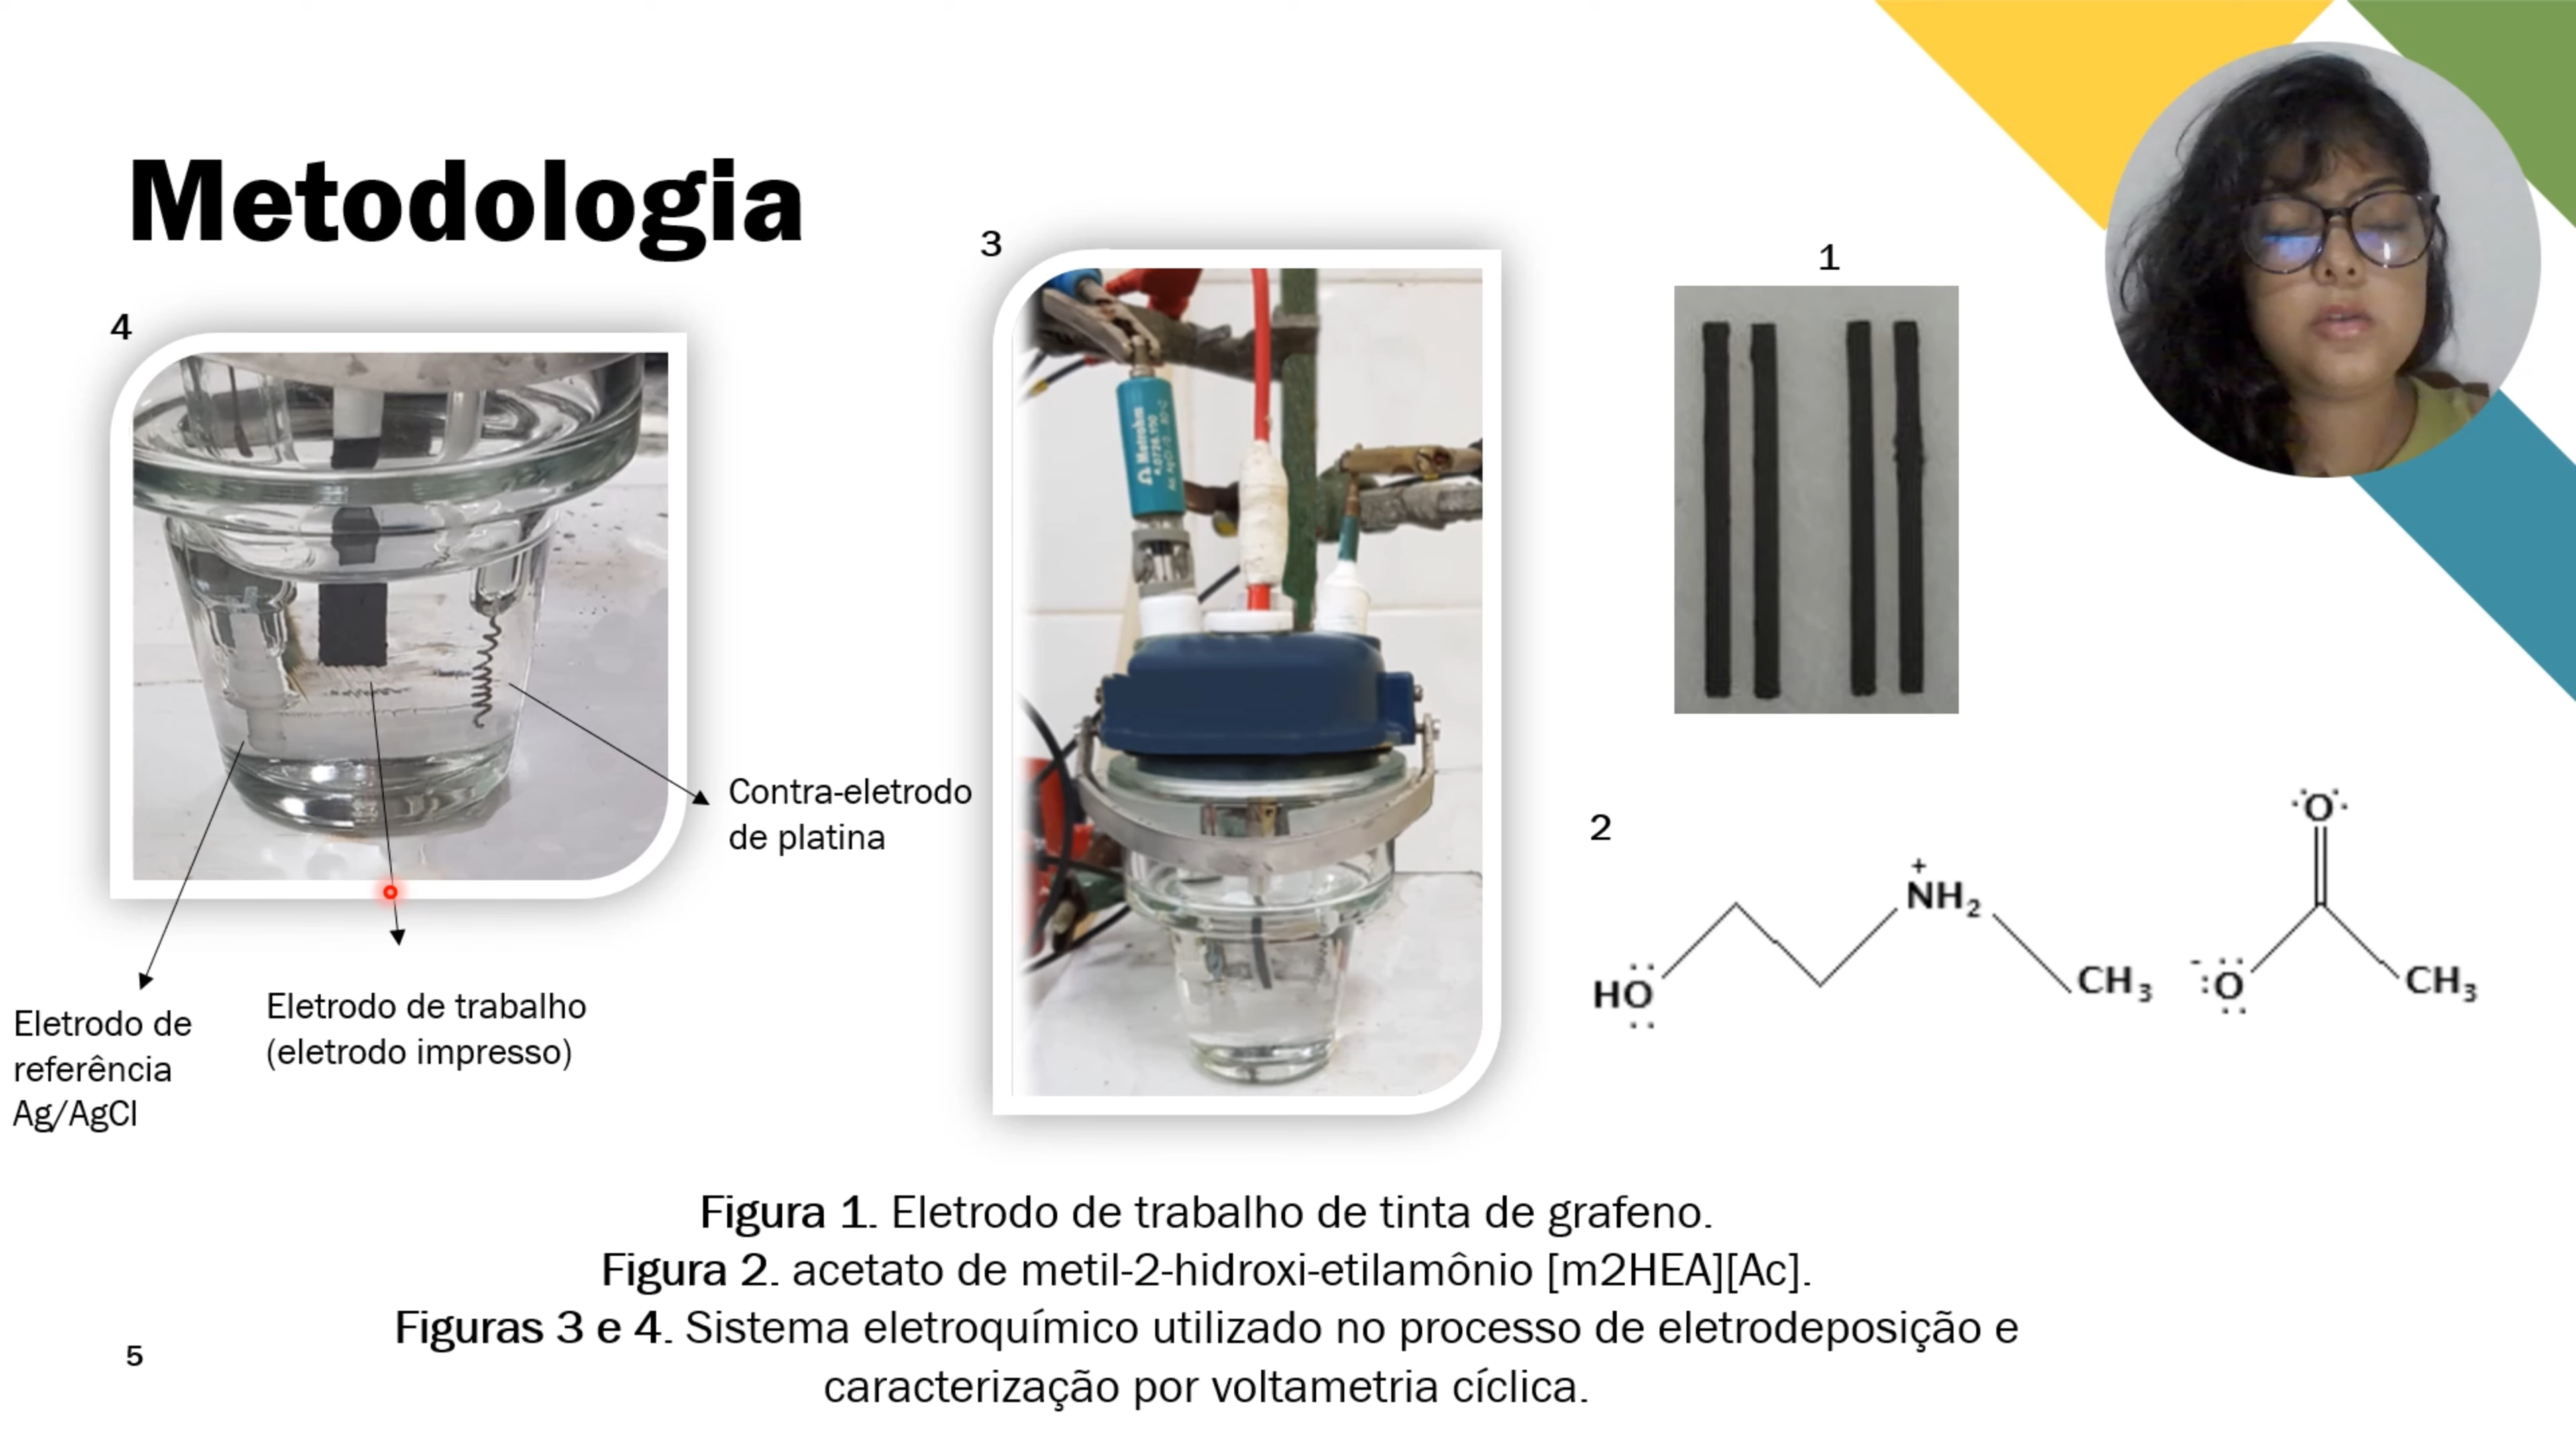 Metodologia
4
3
1
Metrohm
6.0726.100
Contra-eletrodo
de platina
2
HO
NH2
+
CH3
O
-
O
CH3
Eletrodo de
referência
Ag/AgCl
Eletrodo de trabalho
(eletrodo impresso)
Figura 1. Eletrodo de trabalho de tinta de grafeno.
Figura 2. acetato de metil-2-hidroxi-etilamônio [m2HEA][Ac].
Figuras 3 e 4. Sistema eletroquímico utilizado no processo de eletrodeposição e
caracterização por voltametria cíclica.
5